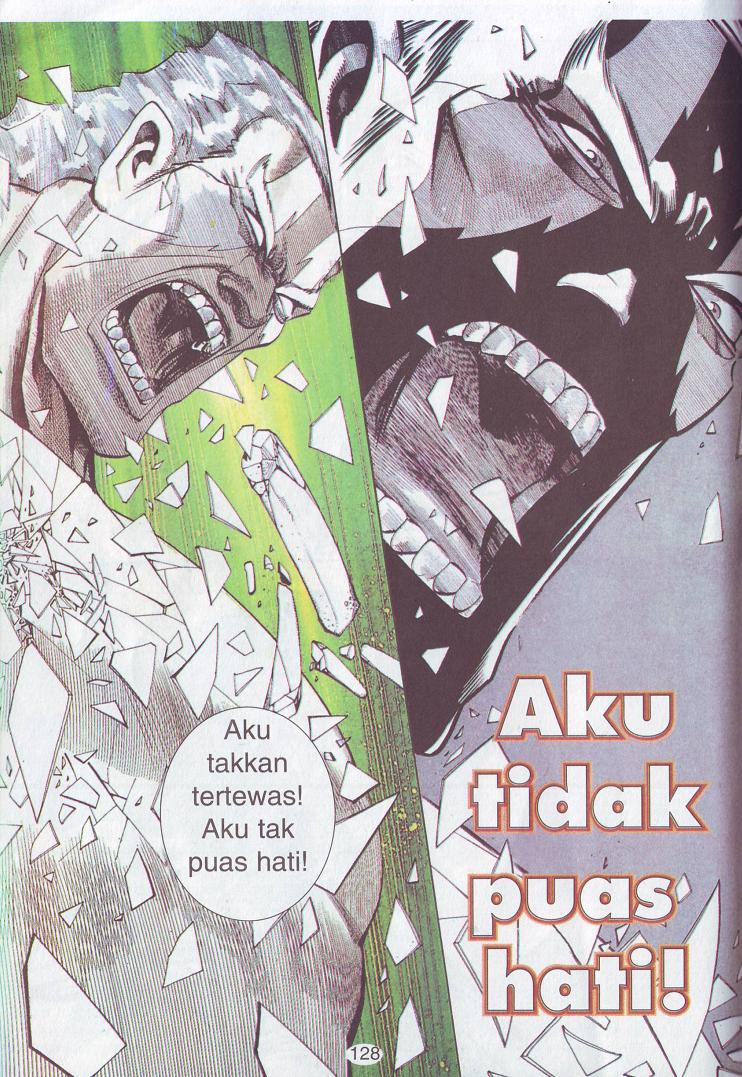 Aku
takkan
tertewas!
Aku tak
puas hati!
Aku
tidak
puas
hati!
128